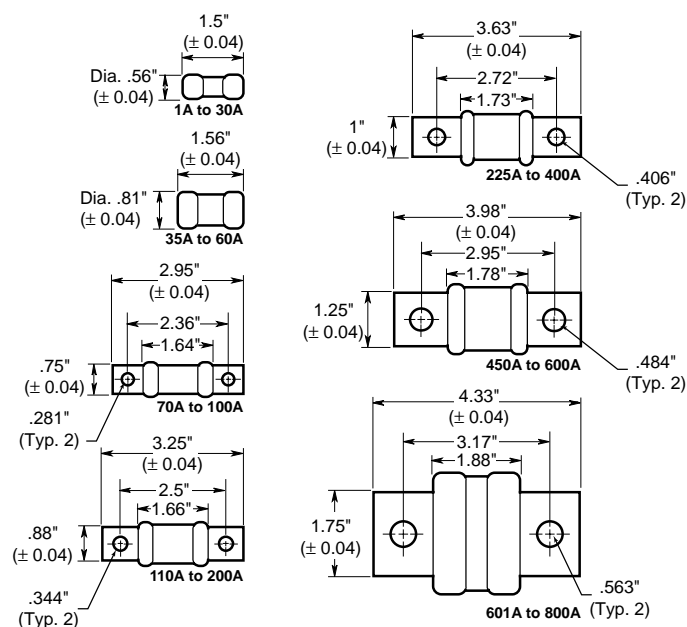 1.5"
(± 0.04)
Dia. .56"
(± 0.04)
1A to 30A
1.56"
(± 0.04)
Dia. .81"
(± 0.04)
35A to 60A
2.95"
(± 0.04)
2.36"
1.64"
.75"
(± 0.04)
70A to 100A
.281"
(Typ. 2)
3.25"
(± 0.04)
2.5"
1.66"
.88"
(± 0.04)
110A to 200A
.344"
(Typ. 2)
3.63"
(± 0.04)
2.72"
1.73"
1"
(± 0.04)
225A to 400A
.406"
(Typ. 2)
3.98"
(± 0.04)
2.95"
1.78"
1.25"
(± 0.04)
450A to 600A
.484"
(Typ. 2)
4.33"
(± 0.04)
3.17"
1.88"
1.75"
(± 0.04)
601A to 800A
.563"
(Typ. 2)